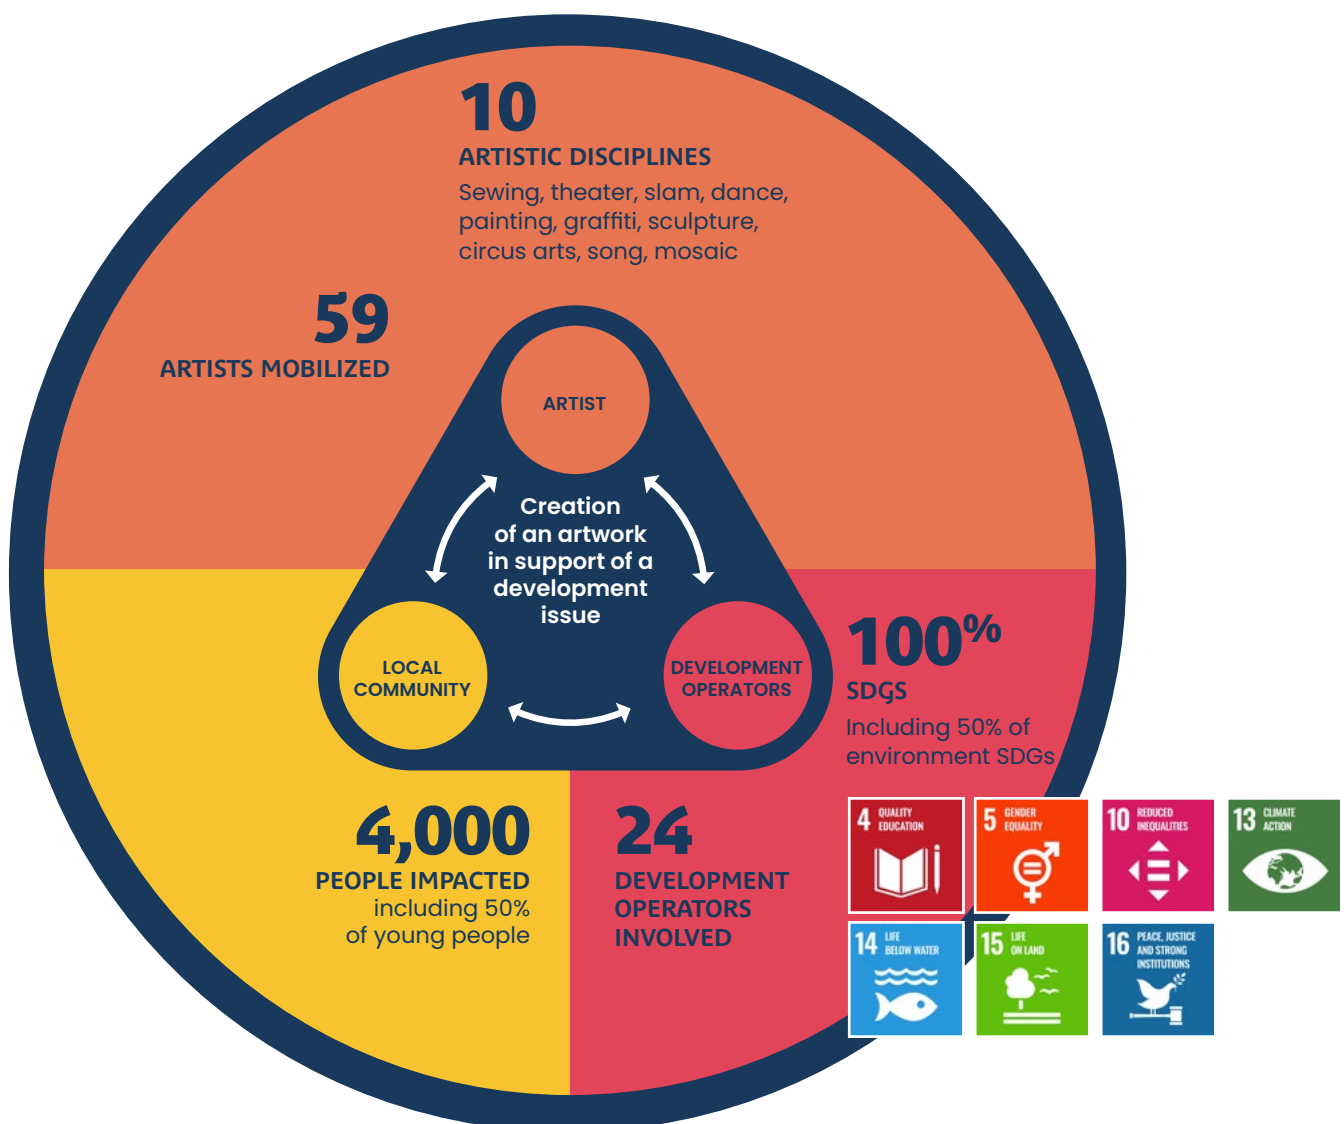 10
ARTISTIC DISCIPLINES
Sewing, theater, slam, dance,
painting, graffiti, sculpture,
circus arts, song, mosaic
59
ARTISTS MOBILIZED
ARTIST
Creation
of an artwork
in support of a
development
issue
LOCAL
COMMUNITY
DEVELOPMENT
OPERATORS
100%
SDGS
Including 50% of
environment SDGs
4,000
PEOPLE IMPACTED
including 50%
of young people
24
DEVELOPMENT
OPERATORS
INVOLVED
4 QUALITY
EDUCATION
5 GENDER
EQUALITY
10 REDUCED
INEQUALITIES
13 CLIMATE
ACTION
14 LIFE
BELOW WATER
15 LIFE
ON LAND
16 PEACE, JUSTICE
AND STRONG
INSTITUTIONS